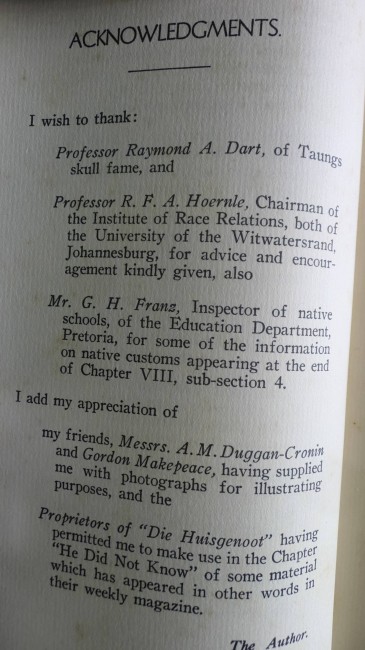 ACKNOWLEDGMENTS.
I wish to thank:
Professor Raymond A. Dart, of Taungs
skull fame, and
Professor R. F. A. Hoernle, Chairman of
the Institute of Race Relations, both of
the University of the Witwatersrand,
Johannesburg, for advice and encour-
agement kindly given, also
Mr. G. H. Franz, Inspector of native
schools, of the Education Department,
Pretoria, for some of the information
on native customs appearing at the end
of Chapter VIII, sub-section 4.
I add my appreciation of
my friends, Messrs. A. M. Duggan-Cronin
and Gordon Makepeace, having supplied
me with photographs for illustrating
purposes, and the
Proprietors of "Die Huisgenoot" having
permitted me to make use in the Chapter
"He Did Not Know" of some material
which has appeared in other words in
their weekly magazine.
The Author.